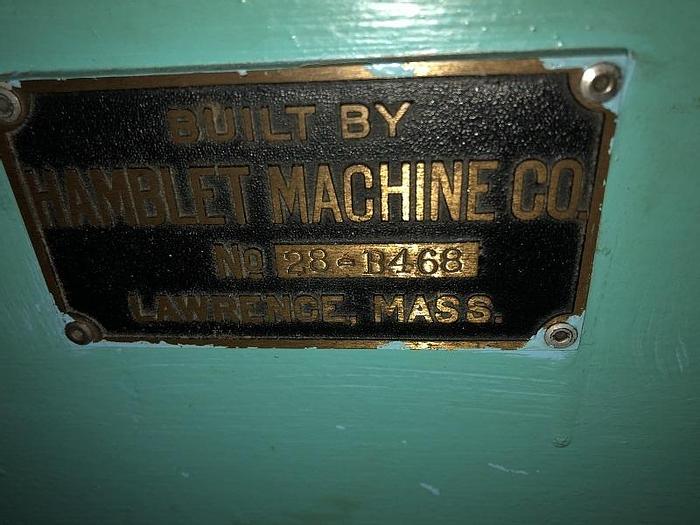 BUILT BY
HAMBLET MACHINE CO.
No 28-B468
LAWRENCE, MASS.